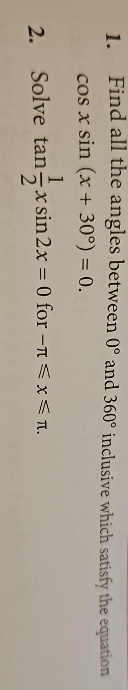 1. Find all the angles between 0° and 360° inclusive which satisfy the equation
cos x sin (x + 30°) = 0.
2. Solve tan \frac{1}{2}x sin 2x = 0 for −π ⩽ x ⩽ π.